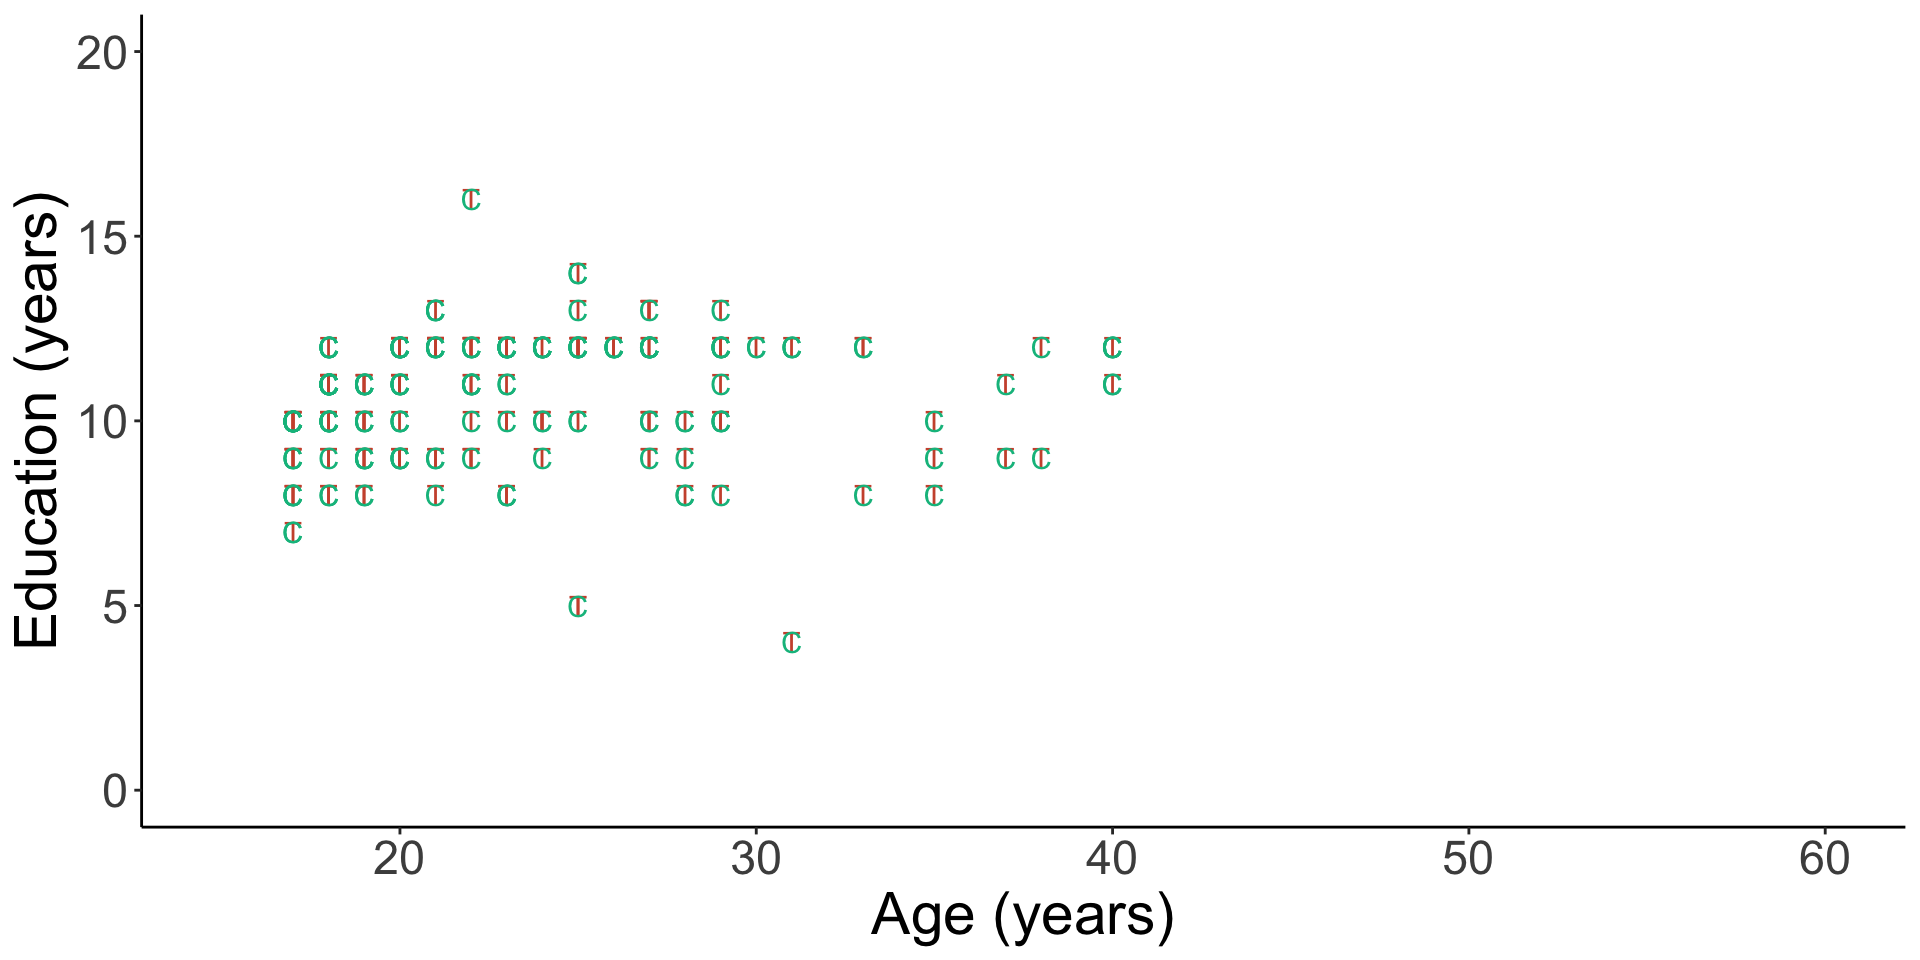 Education (years)
20
15
10
5
0
T C
T C
T C T C T C T C
T C T C T C T C T C T C T C T C T C T C T C T C T C T C
T C T C T C T C T C T C T C T C
T C T C T C T C T C T C T C T C T C T C T C T C
T C T C T C T C T C T C T C T C T C T C T C T C
T C T C T C T C T C T C T C T C T C
T C
T C
T C
20 30 40 50 60
Age (years)